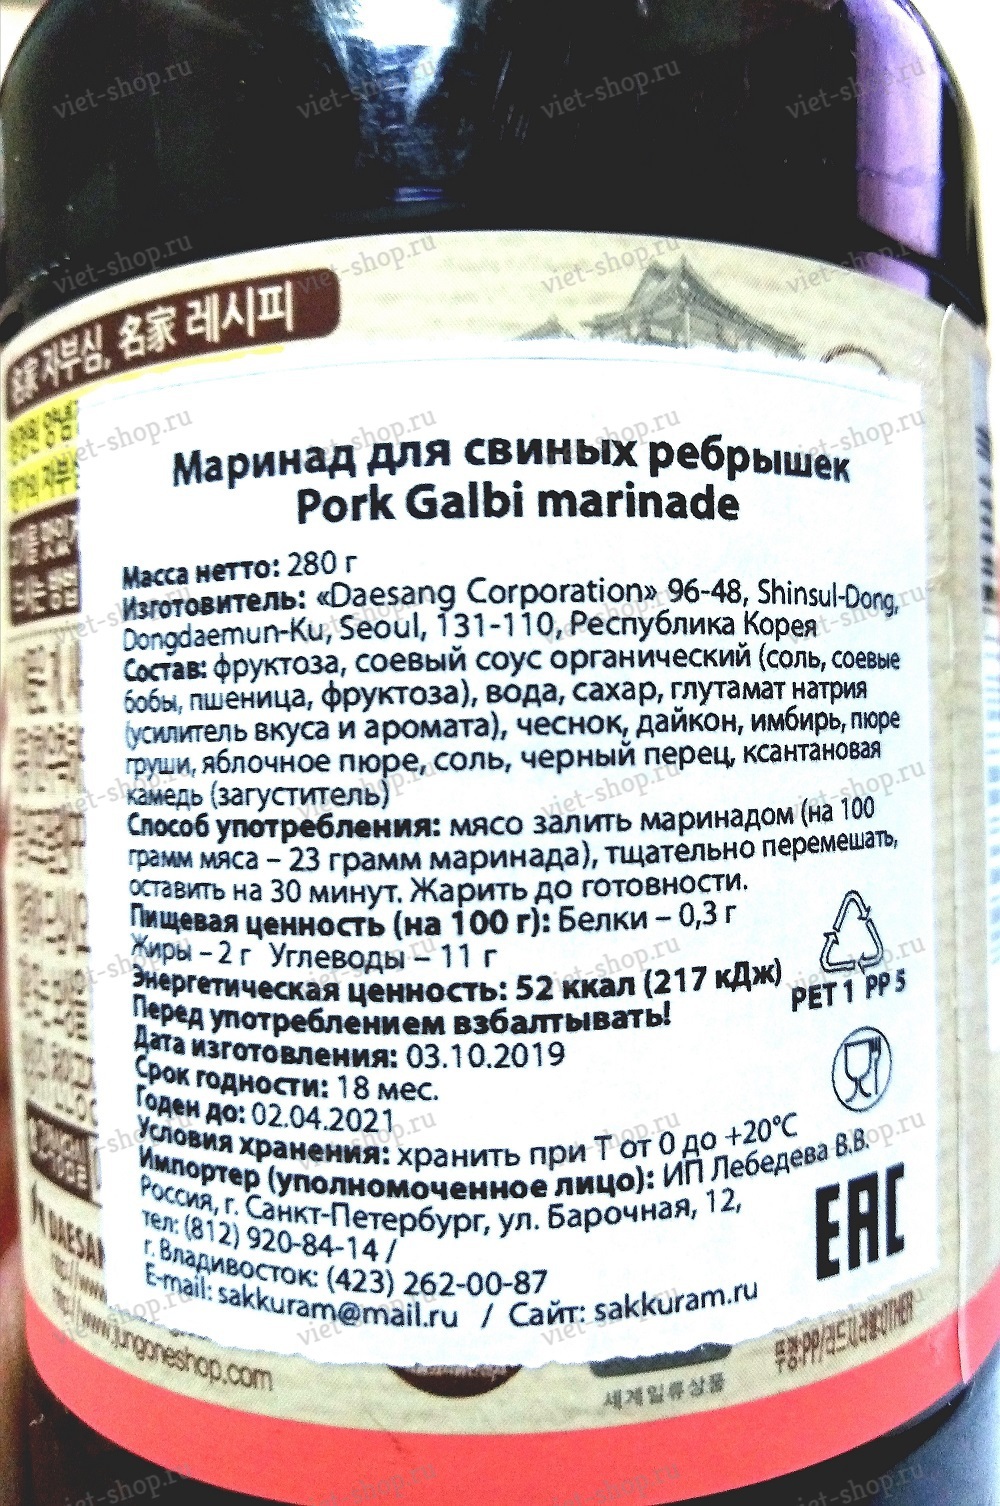 名家 자부심, 名家 레시피
Маринад для свиных ребрышек
Pork Galbi marinade
Масса нетто: 280 г
Изготовитель: «Daesang Corporation» 96-48, Shinsul-Dong,
Dongdaemun-Ku, Seoul, 131-110, Республика Корея
Состав: фруктоза, соевый соус органический (соль, соевые
бобы, пшеница, фруктоза), вода, сахар, глутамат натрия
(усилитель вкуса и аромата), чеснок, дайкон, имбирь, пюре
груши, яблочное пюре, соль, черный перец, ксантановая
камедь (загуститель)
Способ употребления: мясо залить маринадом (на 100
грамм мяса – 23 грамм маринада), тщательно перемешать,
оставить на 30 минут. Жарить до готовности.
Пищевая ценность (на 100 г): Белки – 0,3 г
Жиры – 2 г Углеводы – 11 г
Энергетическая ценность: 52 ккал (217 кДж)
PET 1 PP 5
Перед употреблением взбалтывать!
Дата изготовления: 03.10.2019
Срок годности: 18 мес.
Годен до: 02.04.2021
Условия хранения: хранить при Т от 0 до +20°С
Импортер (уполномоченное лицо): ИП Лебедева В.В.
Россия, г. Санкт-Петербург, ул. Барочная, 12,
тел: (812) 920-84-14 /
г. Владивосток: (423) 262-00-87
E-mail: sakkuram@mail.ru / Сайт: sakkuram.ru
EAC
http://www.jungoneshop.com
세계일류상품
viet-shop.ru